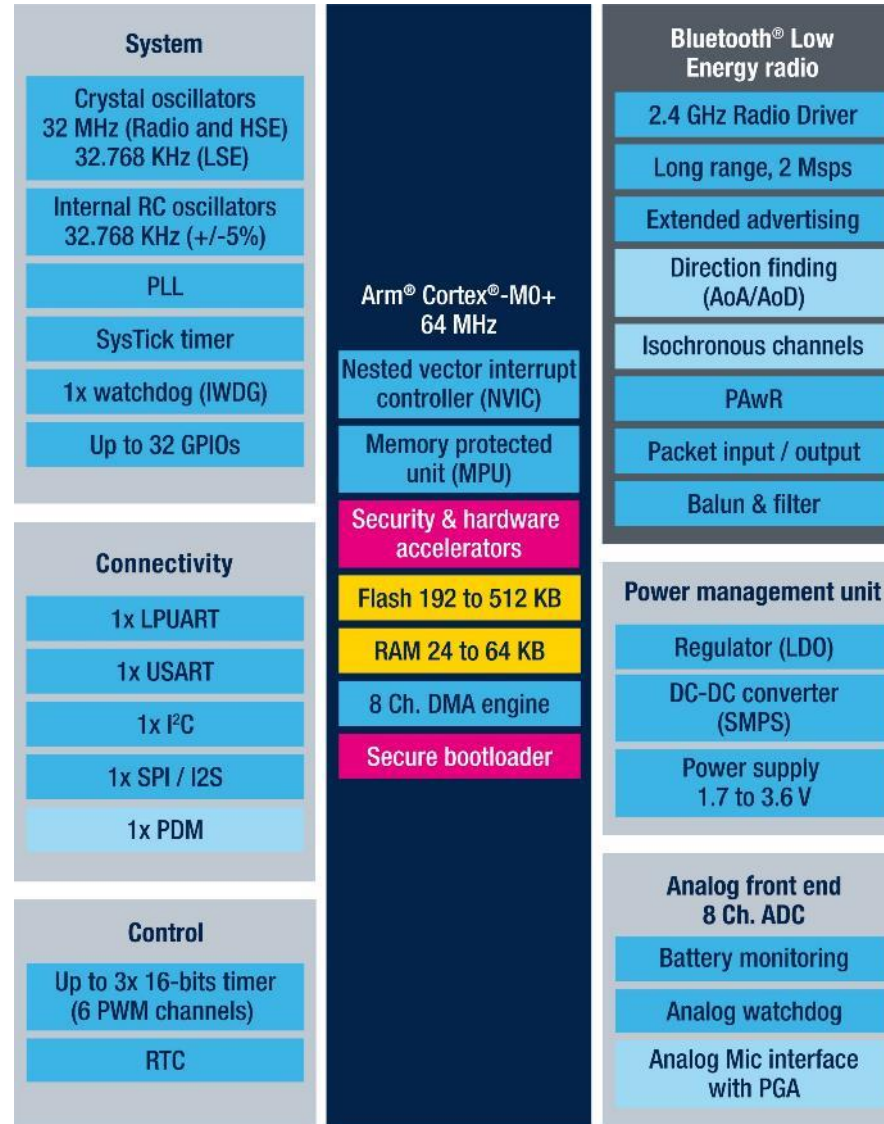 System
Crystal oscillators
32 MHz (Radio and HSE)
32.768 KHz (LSE)
Internal RC oscillators
32.768 KHz (+/-5%)
PLL
SysTick timer
1x watchdog (IWDG)
Up to 32 GPIOs
Connectivity
1x LPUART
1x USART
1x I²C
1x SPI / I2S
1x PDM
Control
Up to 3x 16-bits timer
(6 PWM channels)
RTC
Arm® Cortex®-M0+
64 MHz
Nested vector interrupt
controller (NVIC)
Memory protected
unit (MPU)
Security & hardware
accelerators
Flash 192 to 512 KB
RAM 24 to 64 KB
8 Ch. DMA engine
Secure bootloader
Bluetooth® Low
Energy radio
2.4 GHz Radio Driver
Long range, 2 Msps
Extended advertising
Direction finding
(AoA/AoD)
Isochronous channels
PAwR
Packet input / output
Balun & filter
Power management unit
Regulator (LDO)
DC-DC converter
(SMPS)
Power supply
1.7 to 3.6 V
Analog front end
8 Ch. ADC
Battery monitoring
Analog watchdog
Analog Mic interface
with PGA